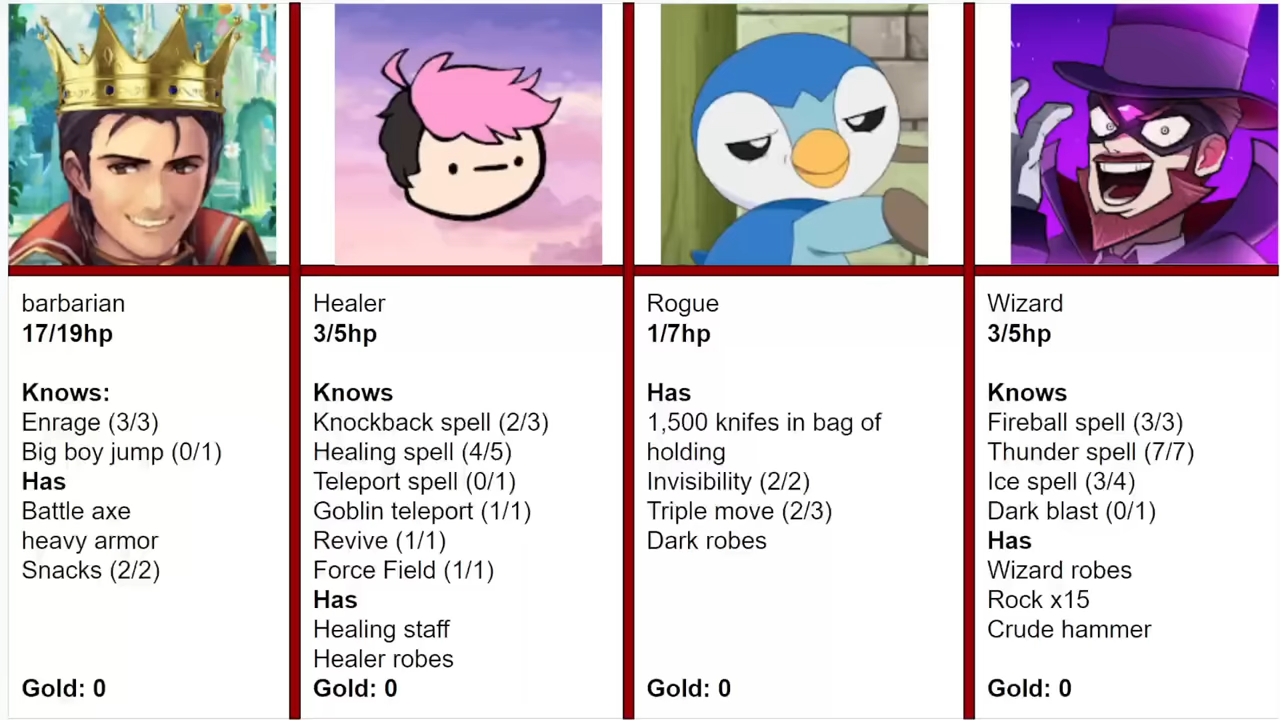 barbarian
17/19hp
Knows:
Enrage (3/3)
Big boy jump (0/1)
Has
Battle axe
heavy armor
Snacks (2/2)
Gold: 0
Healer
3/5hp
Knows
Knockback spell (2/3)
Healing spell (4/5)
Teleport spell (0/1)
Goblin teleport (1/1)
Revive (1/1)
Force Field (1/1)
Has
Healing staff
Healer robes
Gold: 0
Rogue
1/7hp
Has
1,500 knifes in bag of
holding
Invisibility (2/2)
Triple move (2/3)
Dark robes
Gold: 0
Wizard
3/5hp
Knows
Fireball spell (3/3)
Thunder spell (7/7)
Ice spell (3/4)
Dark blast (0/1)
Has
Wizard robes
Rock x15
Crude hammer
Gold: 0